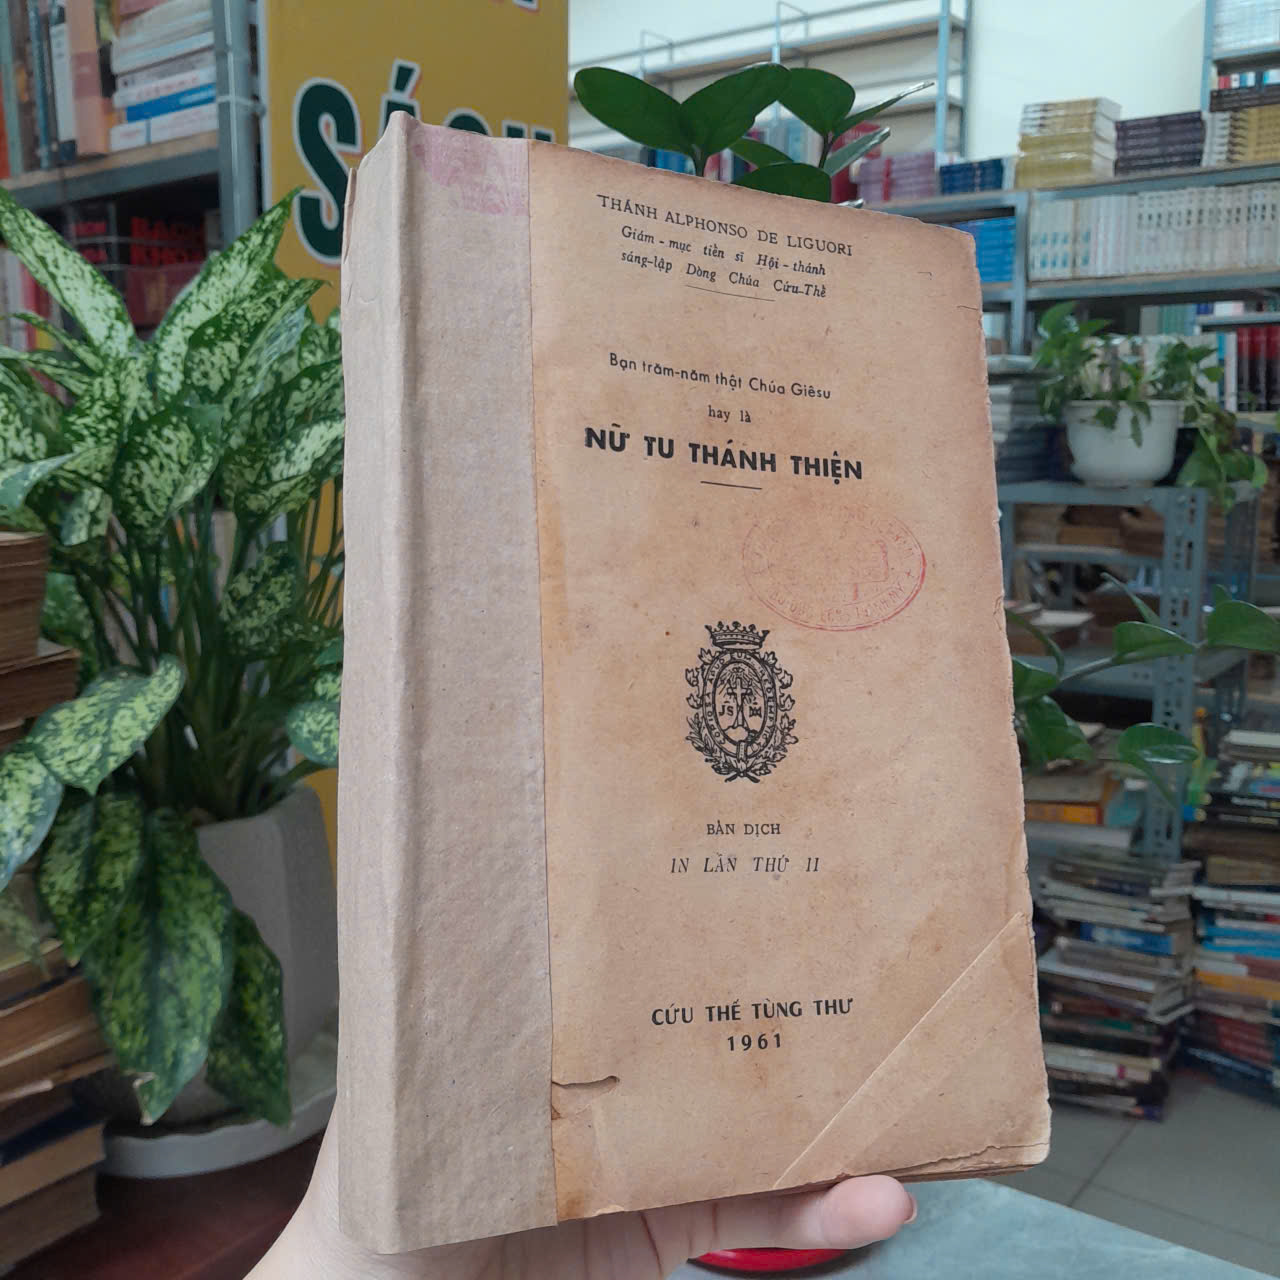 SÁCH
THÁNH ALPHONSO DE LIGUORI
Giám-mục tiến sĩ Hội-thánh
sáng-lập Dòng Chúa Cứu-Thế
Bạn trăm-năm thật Chúa Giêsu
hay là
NỮ TU THÁNH THIỆN
JS
BẢN DỊCH
IN LẦN THỨ II
CỨU THẾ TÙNG THƯ
1961